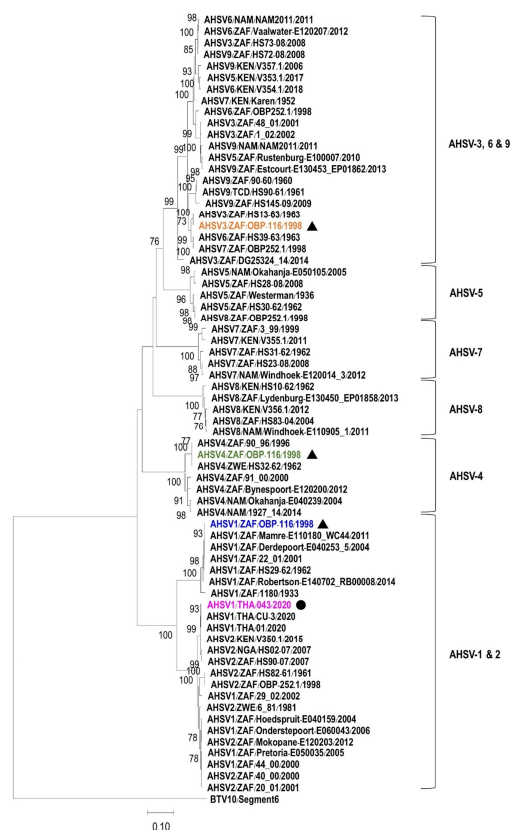 AHSV6/NAM/NAM2011/2011
AHSV6/ZAF/Vaalwater-E120207/2012
AHSV3/ZAF/HS73-08/2008
AHSV9/ZAF/HS72-08/2008
AHSV9/KEN/V357.1/2006
AHSV5/KEN/V353.1/2017
AHSV6/KEN/V354.1/2018
AHSV7/KEN/Karen/1952
AHSV6/ZAF/OBP252.1/1998
AHSV3/ZAF/48_01/2001
AHSV3/ZAF/1_02/2002
AHSV9/NAM/NAM2011/2011
AHSV5/ZAF/Rustenburg-E100007/2010
AHSV9/ZAF/Estcourt-E130453_EP01862/2013
AHSV9/ZAF/90-60/1960
AHSV9/TCD/HS90-61/1961
AHSV9/ZAF/HS145-09/2009
AHSV3/ZAF/HS13-63/1963
AHSV3/ZAF/OBP-116/1998
AHSV6/ZAF/HS39-63/1963
AHSV7/ZAF/OBP252.1/1998
AHSV3/ZAF/DG25324_14/2014
AHSV5/NAM/Okahanja-E050105/2005
AHSV5/ZAF/HS28-08/2008
AHSV5/ZAF/Westerman/1936
AHSV5/ZAF/HS30-62/1962
AHSV8/ZAF/OBP252.1/1998
AHSV7/ZAF/3_99/1999
AHSV7/KEN/V355.1/2011
AHSV7/ZAF/HS31-62/1962
AHSV7/ZAF/HS23-08/2008
AHSV7/NAM/Windhoek-E120014_3/2012
AHSV8/KEN/HS10-62/1962
AHSV8/ZAF/Lydenburg-E130450_EP01858/2013
AHSV8/KEN/V356.1/2012
AHSV8/ZAF/HS83-04/2004
AHSV8/NAM/Windhoek-E110905_1/2011
AHSV4/ZAF/90_96/1996
AHSV4/ZAF/OBP-116/1998
AHSV4/ZWE/HS32-62/1962
AHSV4/ZAF/91_00/2000
AHSV4/ZAF/Bynespoort-E120200/2012
AHSV4/NAM/Okahanja-E040239/2004
AHSV4/NAM/1927_14/2014
AHSV1/ZAF/OBP-116/1998
AHSV1/ZAF/Mamre-E110180_WC44/2011
AHSV1/ZAF/Derdepoort-E040253_5/2004
AHSV1/ZAF/22_01/2001
AHSV1/ZAF/HS29-62/1962
AHSV1/ZAF/Robertson-E140702_RB00008/2014
AHSV1/ZAF/1180/1933
AHSV1/THA/043/2020
AHSV1/THA/CU-3/2020
AHSV1/THA/01/2020
AHSV2/KEN/V350.1/2015
AHSV2/NGA/HS02-07/2007
AHSV2/ZAF/HS90-07/2007
AHSV2/ZAF/HS82-61/1961
AHSV2/ZAF/OBP-252.1/1998
AHSV1/ZAF/29_02/2002
AHSV2/ZWE/6_81/1981
AHSV1/ZAF/Hoedspruit-E040159/2004
AHSV1/ZAF/Onderstepoort-E060043/2006
AHSV2/ZAF/Mokopane-E120203/2012
AHSV1/ZAF/Pretoria-E050035/2005
AHSV1/ZAF/44_00/2000
AHSV2/ZAF/40_00/2000
AHSV2/ZAF/20_01/2001
BTV10/Segment6
98
100
85
93
100
100
99
99
98
95
100
99
100
73
99
100
76
98
96
98
99
99
100
88
97
100
77
76
77
100
100
91
98
93
98
100
100
93
99
99
100
100
78
78
AHSV-3, 6 & 9
AHSV-5
AHSV-7
AHSV-8
AHSV-4
AHSV-1 & 2
0.10